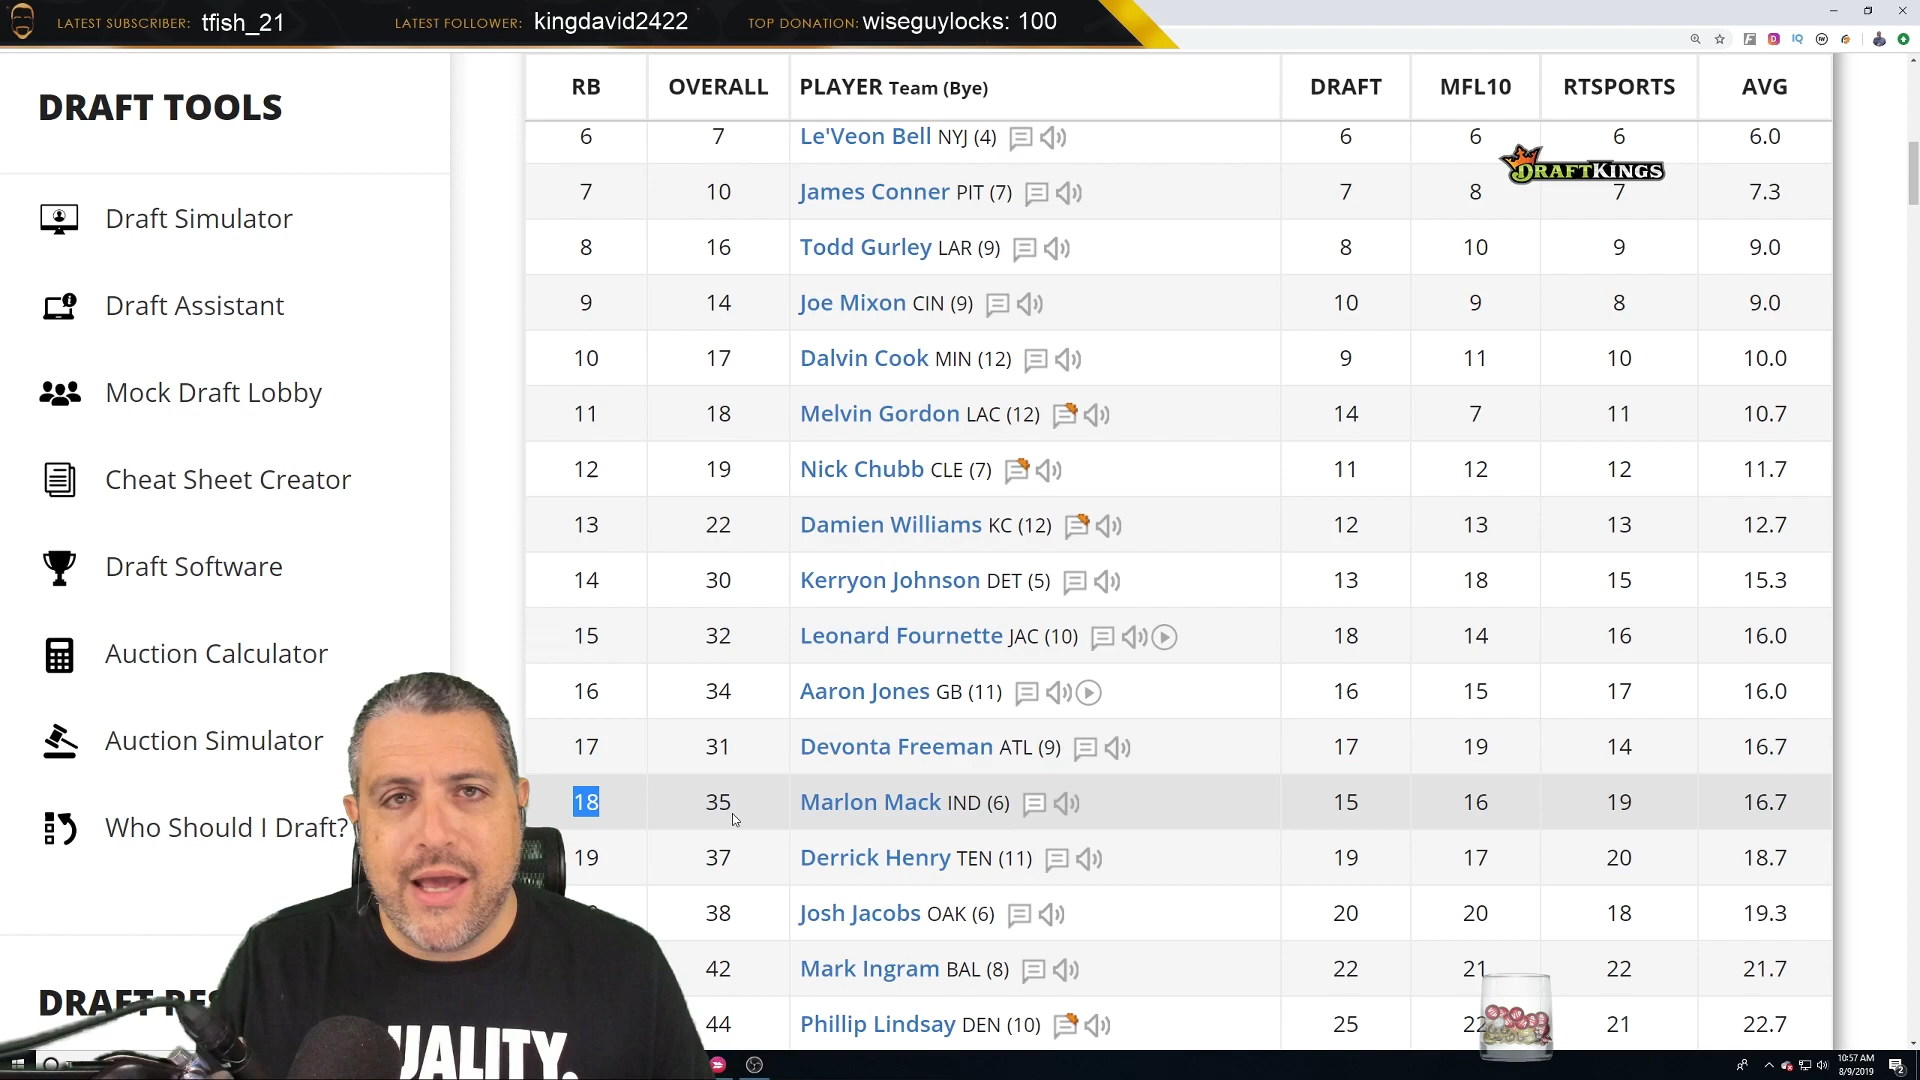 LATEST SUBSCRIBER: tfish_21 LATEST FOLLOWER: kingdavid2422 TOP DONATION: wiseguylocks: 100
RB OVERALL PLAYER Team (Bye) DRAFT MFL10 RTSPORTS AVG
6 7 Le'Veon Bell NYJ (4) 6 6 6 6.0
DRAFTKINGS
7 10 James Conner PIT (7) 7 8 7 7.3
8 16 Todd Gurley LAR (9) 8 10 9 9.0
9 14 Joe Mixon CIN (9) 10 9 8 9.0
10 17 Dalvin Cook MIN (12) 9 11 10 10.0
11 18 Melvin Gordon LAC (12) 14 7 11 10.7
12 19 Nick Chubb CLE (7) 11 12 12 11.7
13 22 Damien Williams KC (12) 12 13 13 12.7
14 30 Kerryon Johnson DET (5) 13 18 15 15.3
15 32 Leonard Fournette JAC (10) 18 14 16 16.0
16 34 Aaron Jones GB (11) 16 15 17 16.0
17 31 Devonta Freeman ATL (9) 17 19 14 16.7
18 35 Marlon Mack IND (6) 15 16 19 16.7
19 37 Derrick Henry TEN (11) 19 17 20 18.7
38 Josh Jacobs OAK (6) 20 20 18 19.3
42 Mark Ingram BAL (8) 22 21 22 21.7
44 Phillip Lindsay DEN (10) 25 22 21 22.7
DRAFT TOOLS
Draft Simulator
Draft Assistant
Mock Draft Lobby
Cheat Sheet Creator
Draft Software
Auction Calculator
Auction Simulator
Who Should I Draft?
DRAFT RES
UALITY.
10:57 AM
8/9/2019